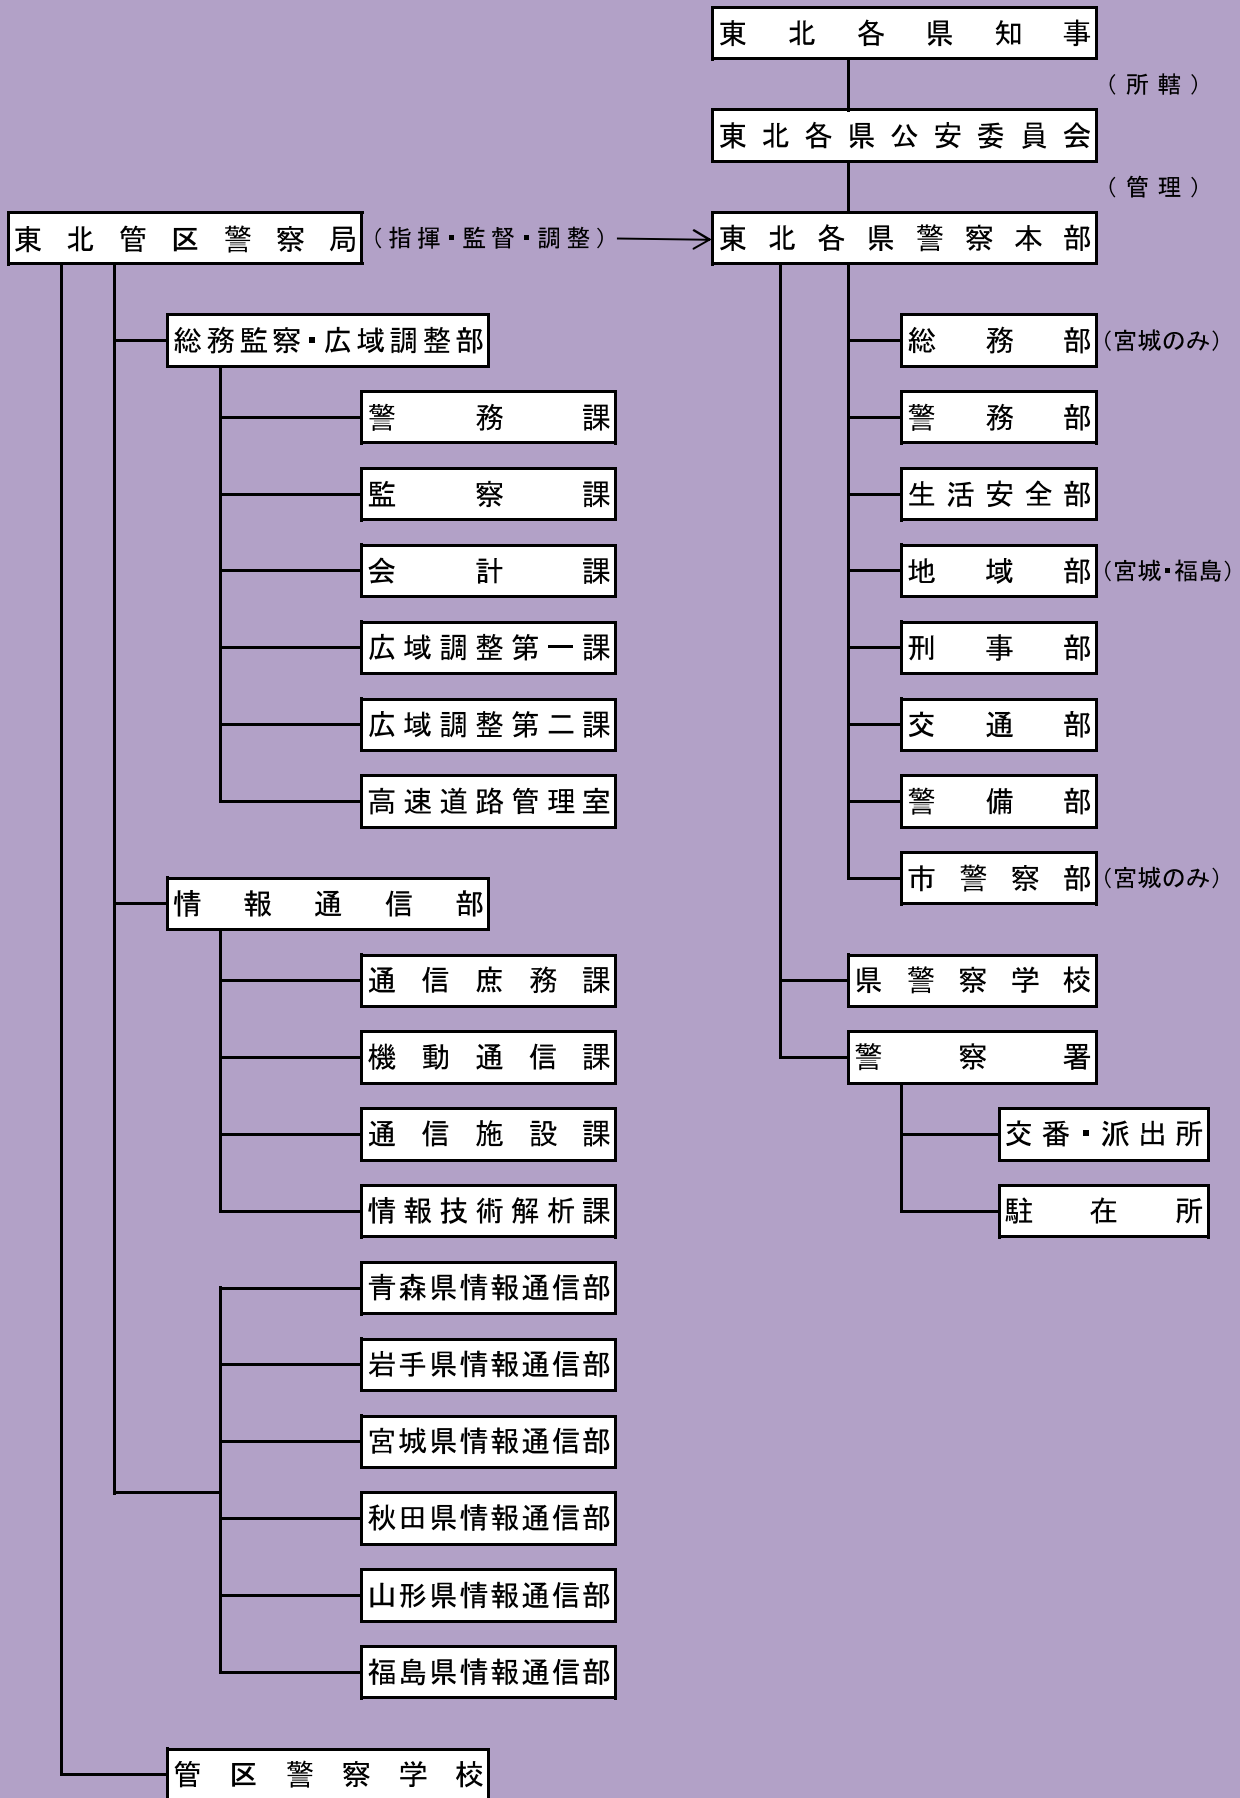 東北各県知事
（所轄）
東北各県公安委員会
（管理）
東北管区警察局
（指揮・監督・調整）
東北各県警察本部
総務監察・広域調整部
警務課
監察課
会計課
広域調整第一課
広域調整第二課
高速道路管理室
情報通信部
通信庶務課
機動通信課
通信施設課
情報技術解析課
青森県情報通信部
岩手県情報通信部
宮城県情報通信部
秋田県情報通信部
山形県情報通信部
福島県情報通信部
管区警察学校
総務部
（宮城のみ）
警務部
生活安全部
地域部
（宮城・福島）
刑事部
交通部
警備部
市警察部
（宮城のみ）
県警察学校
警察署
交番・派出所
駐在所